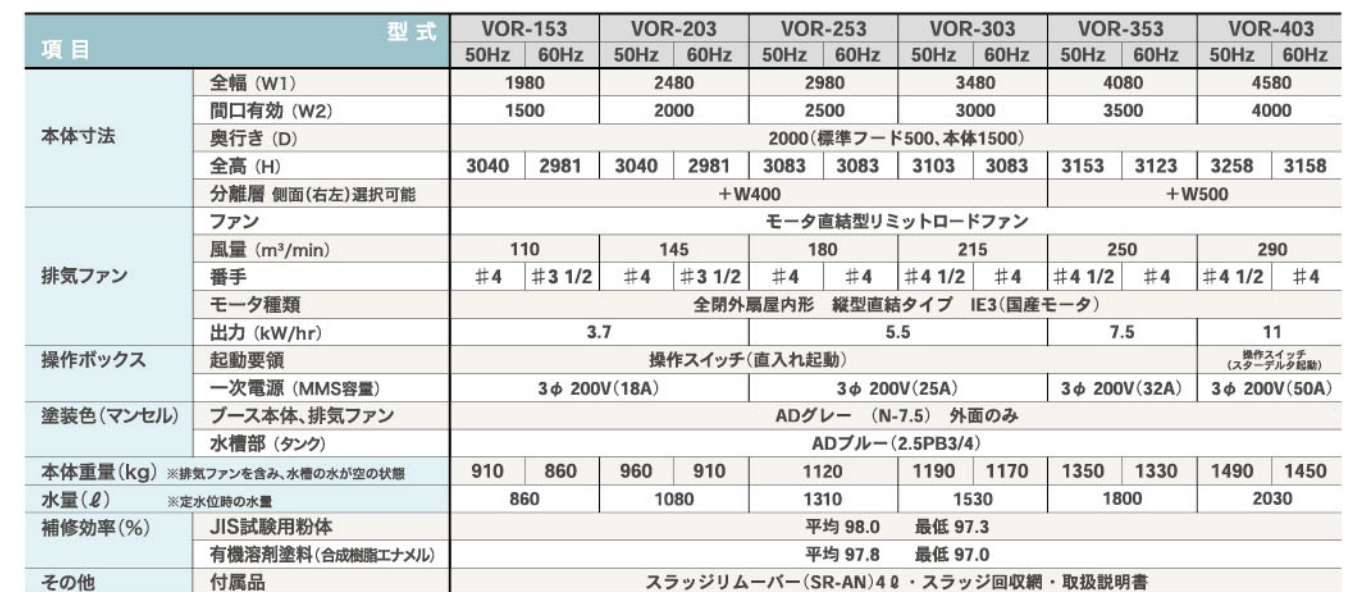 型式 VOR-153 VOR-203 VOR-253 VOR-303 VOR-353 VOR-403
項目 50Hz 60Hz 50Hz 60Hz 50Hz 60Hz 50Hz 60Hz 50Hz 60Hz 50Hz 60Hz
本体寸法 全幅（W1） 1980 2480 2980 3480 4080 4580
間口有効（W2） 1500 2000 2500 3000 3500 4000
奥行き（D） 2000（標準フード500、本体1500）
全高（H） 3040 2981 3040 2981 3083 3083 3103 3083 3153 3123 3258 3158
分離層 側面（右左）選択可能 ＋W400 ＋W500
排気ファン ファン モータ直結型リミットロードファン
風量（m³/min） 110 145 180 215 250 290
番手 ♯4 ♯3 1/2 ♯4 ♯3 1/2 ♯4 ♯4 ♯4 1/2 ♯4 ♯4 1/2 ♯4 ♯4 1/2 ♯4
モータ種類 全閉外扇屋内形 縦型直結タイプ IE3（国産モータ）
出力（kW/hr） 3.7 5.5 7.5 11
操作ボックス 起動要領 操作スイッチ（直入れ起動） 操作スイッチ（スターデルタ起動）
一次電源（MMS容量） 3φ 200V（18A） 3φ 200V（25A） 3φ 200V（32A） 3φ 200V（50A）
塗装色（マンセル） ブース本体、排気ファン ADグレー （N-7.5） 外面のみ
水槽部（タンク） ADブルー（2.5PB3/4）
本体重量（kg） ※排気ファンを含み、水槽の水が空の状態 910 860 960 910 1120 1190 1170 1350 1330 1490 1450
水量（ℓ） ※定水位時の水量 860 1080 1310 1530 1800 2030
補修効率（%） JIS試験用粉体 平均 98.0 最低 97.3
有機溶剤塗料（合成樹脂エナメル） 平均 97.8 最低 97.0
その他 付属品 スラッジリムーバー（SR-AN）4ℓ・スラッジ回収網・取扱説明書